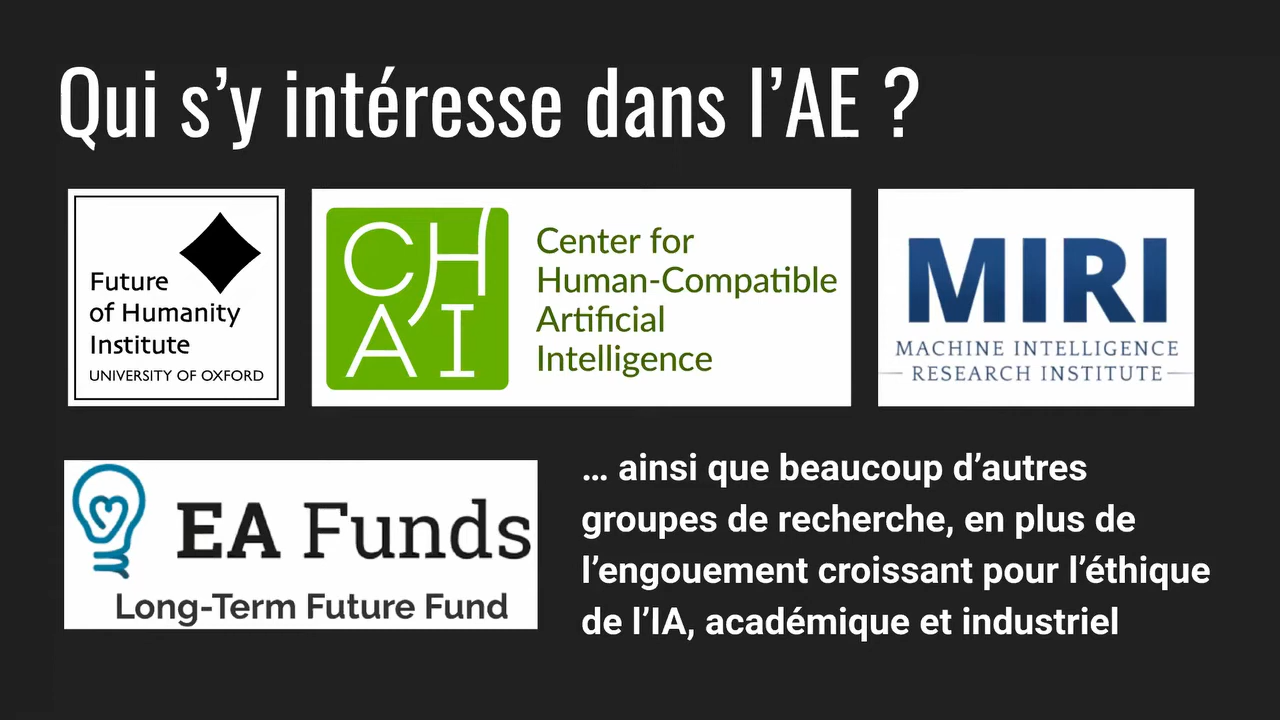 Qui s’y intéresse dans l’AE ?
Future
of Humanity
Institute
UNIVERSITY OF OXFORD
CHAI
Center for
Human-Compatible
Artificial
Intelligence
MIRI
MACHINE INTELLIGENCE
RESEARCH INSTITUTE
EA Funds
Long-Term Future Fund
… ainsi que beaucoup d’autres
groupes de recherche, en plus de
l’engouement croissant pour l’éthique
de l’IA, académique et industriel